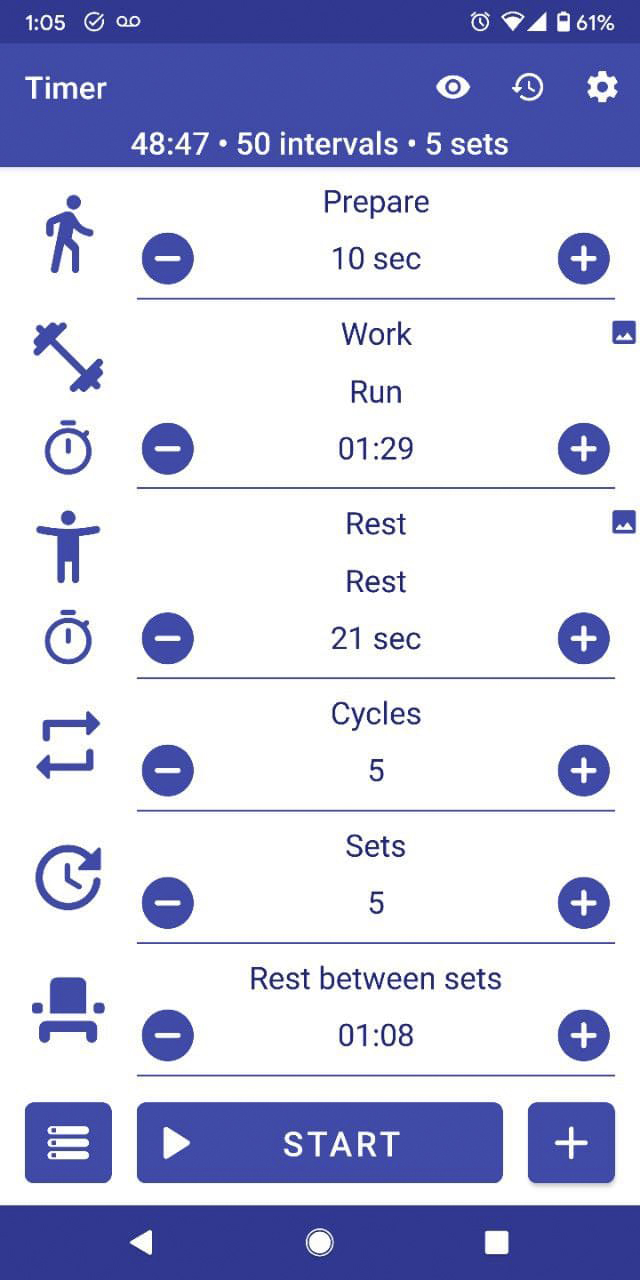 1:05 61%
Timer
48:47 • 50 intervals • 5 sets
Prepare
10 sec
Work
Run
01:29
Rest
Rest
21 sec
Cycles
5
Sets
5
Rest between sets
01:08
START